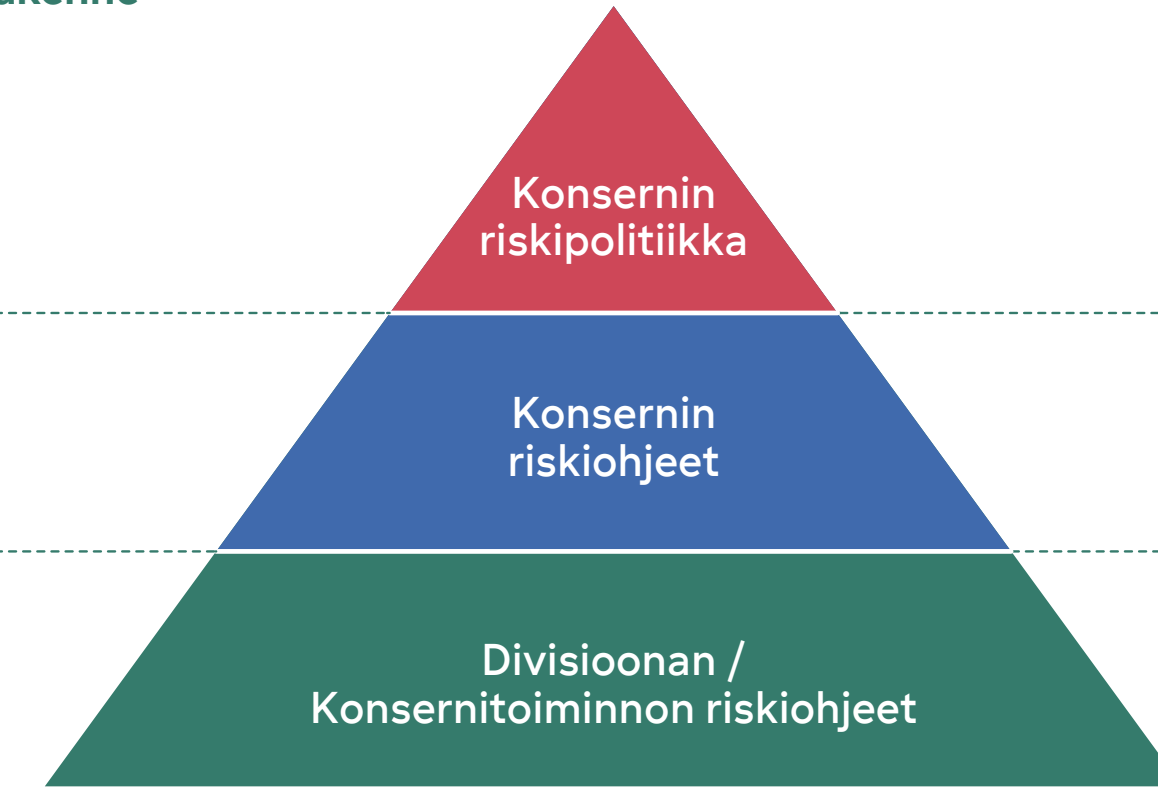 Konsernin
riskipolitiikka
Konsernin
riskiohjeet
Divisioonan /
Konsernitoiminnon riskiohjeet